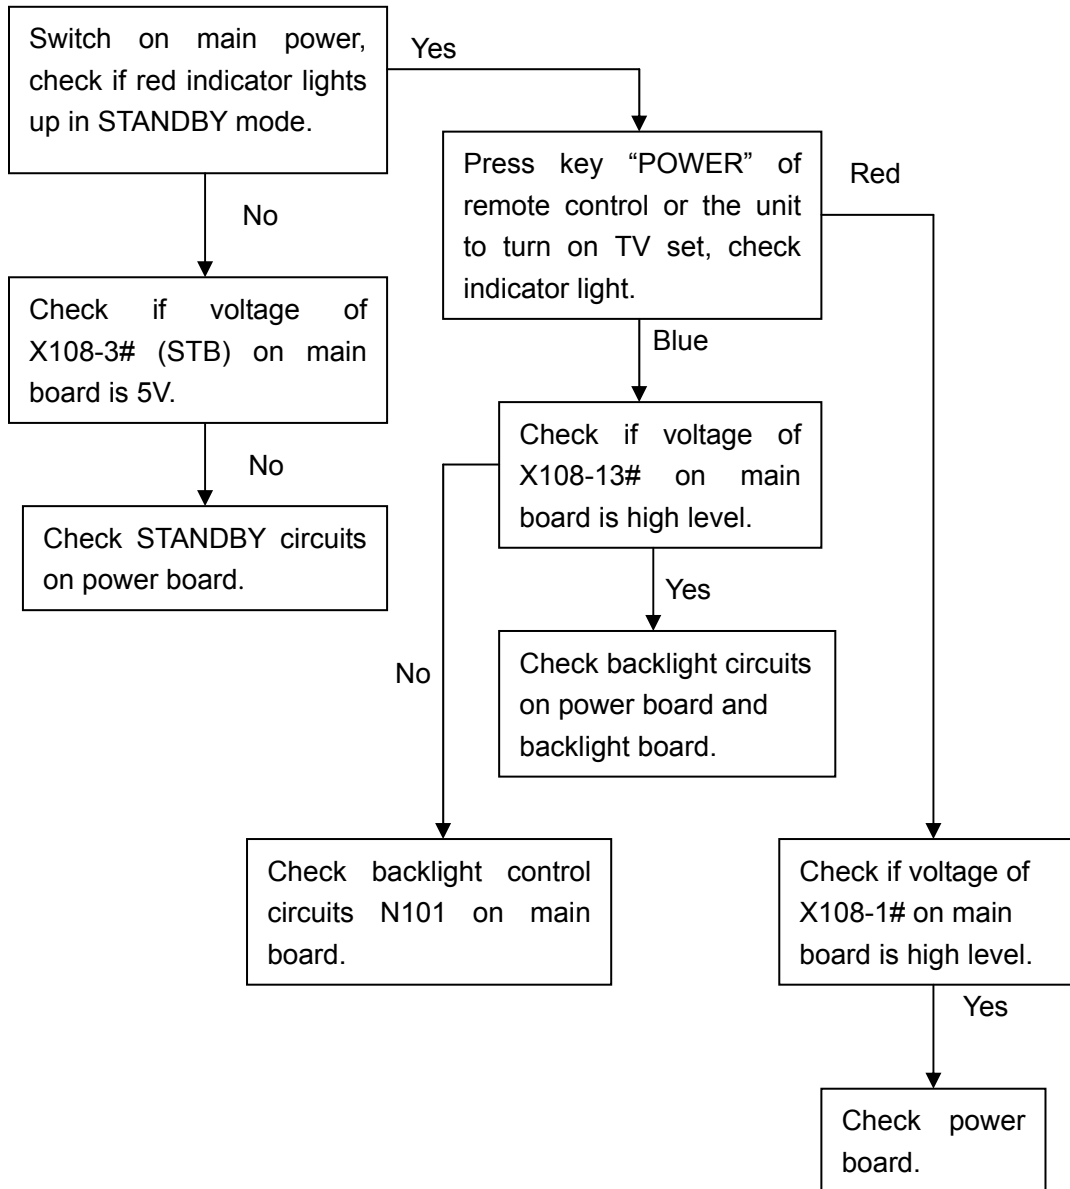 Switch on main power,
check if red indicator lights
up in STANDBY mode.
Yes
Press key “POWER” of
remote control or the unit
to turn on TV set, check
indicator light.
Red
No
Check if voltage of
X108-3# (STB) on main
board is 5V.
Blue
Check if voltage of
X108-13# on main
board is high level.
No
Check STANDBY circuits
on power board.
Yes
Check backlight circuits
on power board and
backlight board.
No
Check backlight control
circuits N101 on main
board.
Check if voltage of
X108-1# on main
board is high level.
Yes
Check power
board.